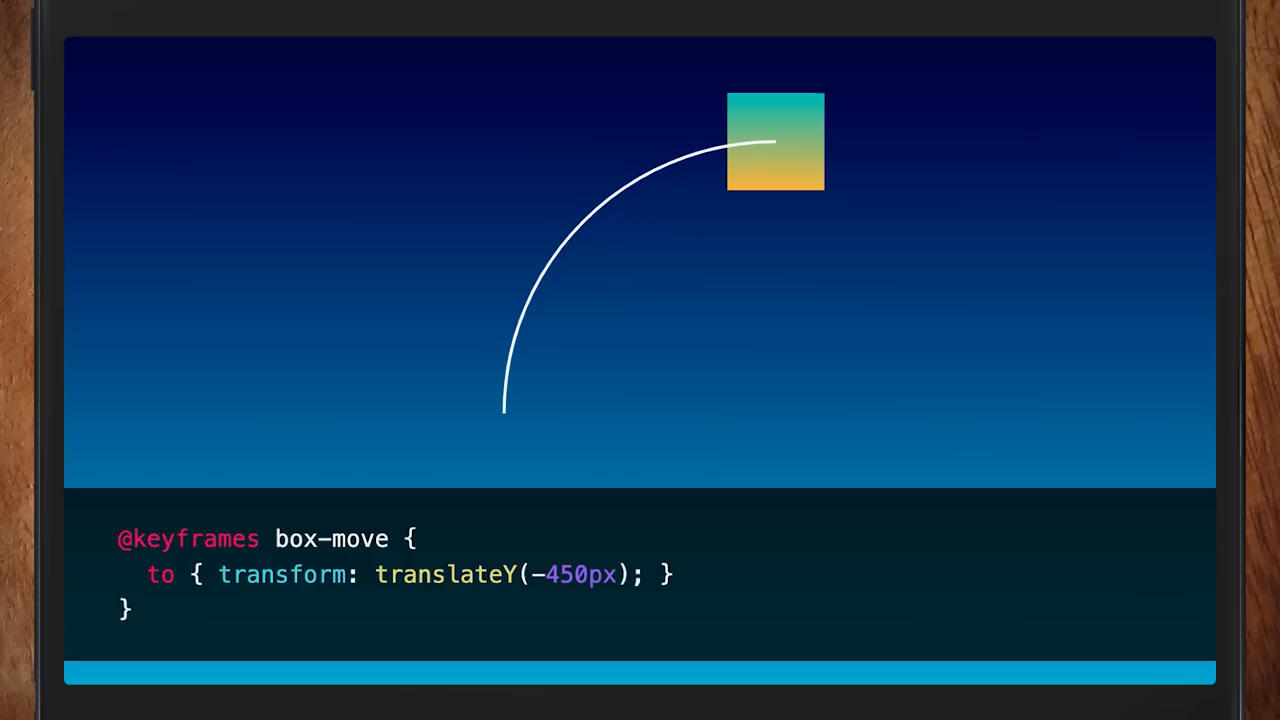 @keyframes box-move {
to { transform: translateY(-450px); }
}